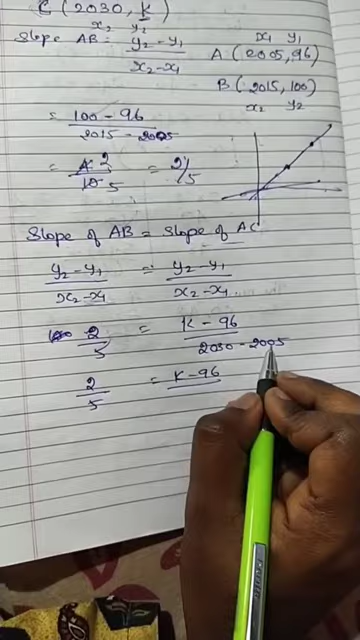 C (2030, K)
x₂ y₂
Slope AB = y₂ - y₁ / x₂ - x₁
x₁ y₁
A (2005, 96)
B (2015, 100)
x₂ y₂
= 100 - 96 / 2015 - 2005
= 4 2 / 10 5 = 2/5
Slope of AB = Slope of AC
y₂ - y₁ / x₂ - x₁ = y₂ - y₁ / x₂ - x₁
2 / 5 = K - 96 / 2030 - 2005
2 / 5 = K - 96